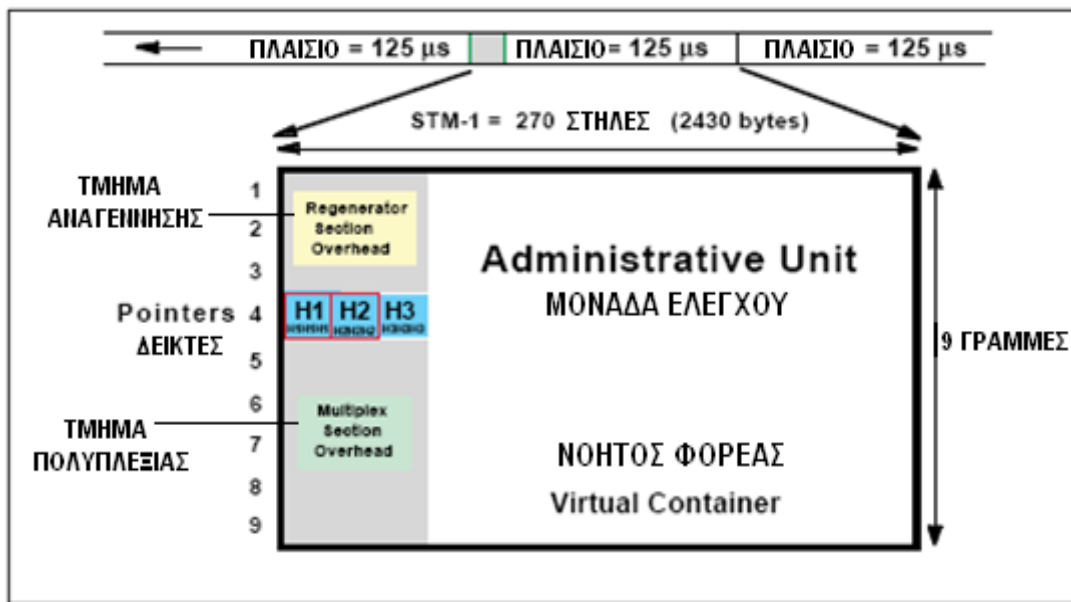 ΠΛΑΙΣΙΟ = 125 μs ΠΛΑΙΣΙΟ= 125 μs ΠΛΑΙΣΙΟ = 125 μs
STM-1 = 270 ΣΤΗΛΕΣ (2430 bytes)
ΤΜΗΜΑ
ΑΝΑΓΕΝΝΗΣΗΣ
1
2
3
Regenerator
Section
Overhead
Administrative Unit
ΜΟΝΑΔΑ ΕΛΕΓΧΟΥ
Pointers 4
ΔΕΙΚΤΕΣ
H1 H2 H3
9 ΓΡΑΜΜΕΣ
5
6
7
8
9
ΤΜΗΜΑ
ΠΟΛΥΠΛΕΞΙΑΣ
Multiplex
Section
Overhead
ΝΟΗΤΟΣ ΦΟΡΕΑΣ
Virtual Container